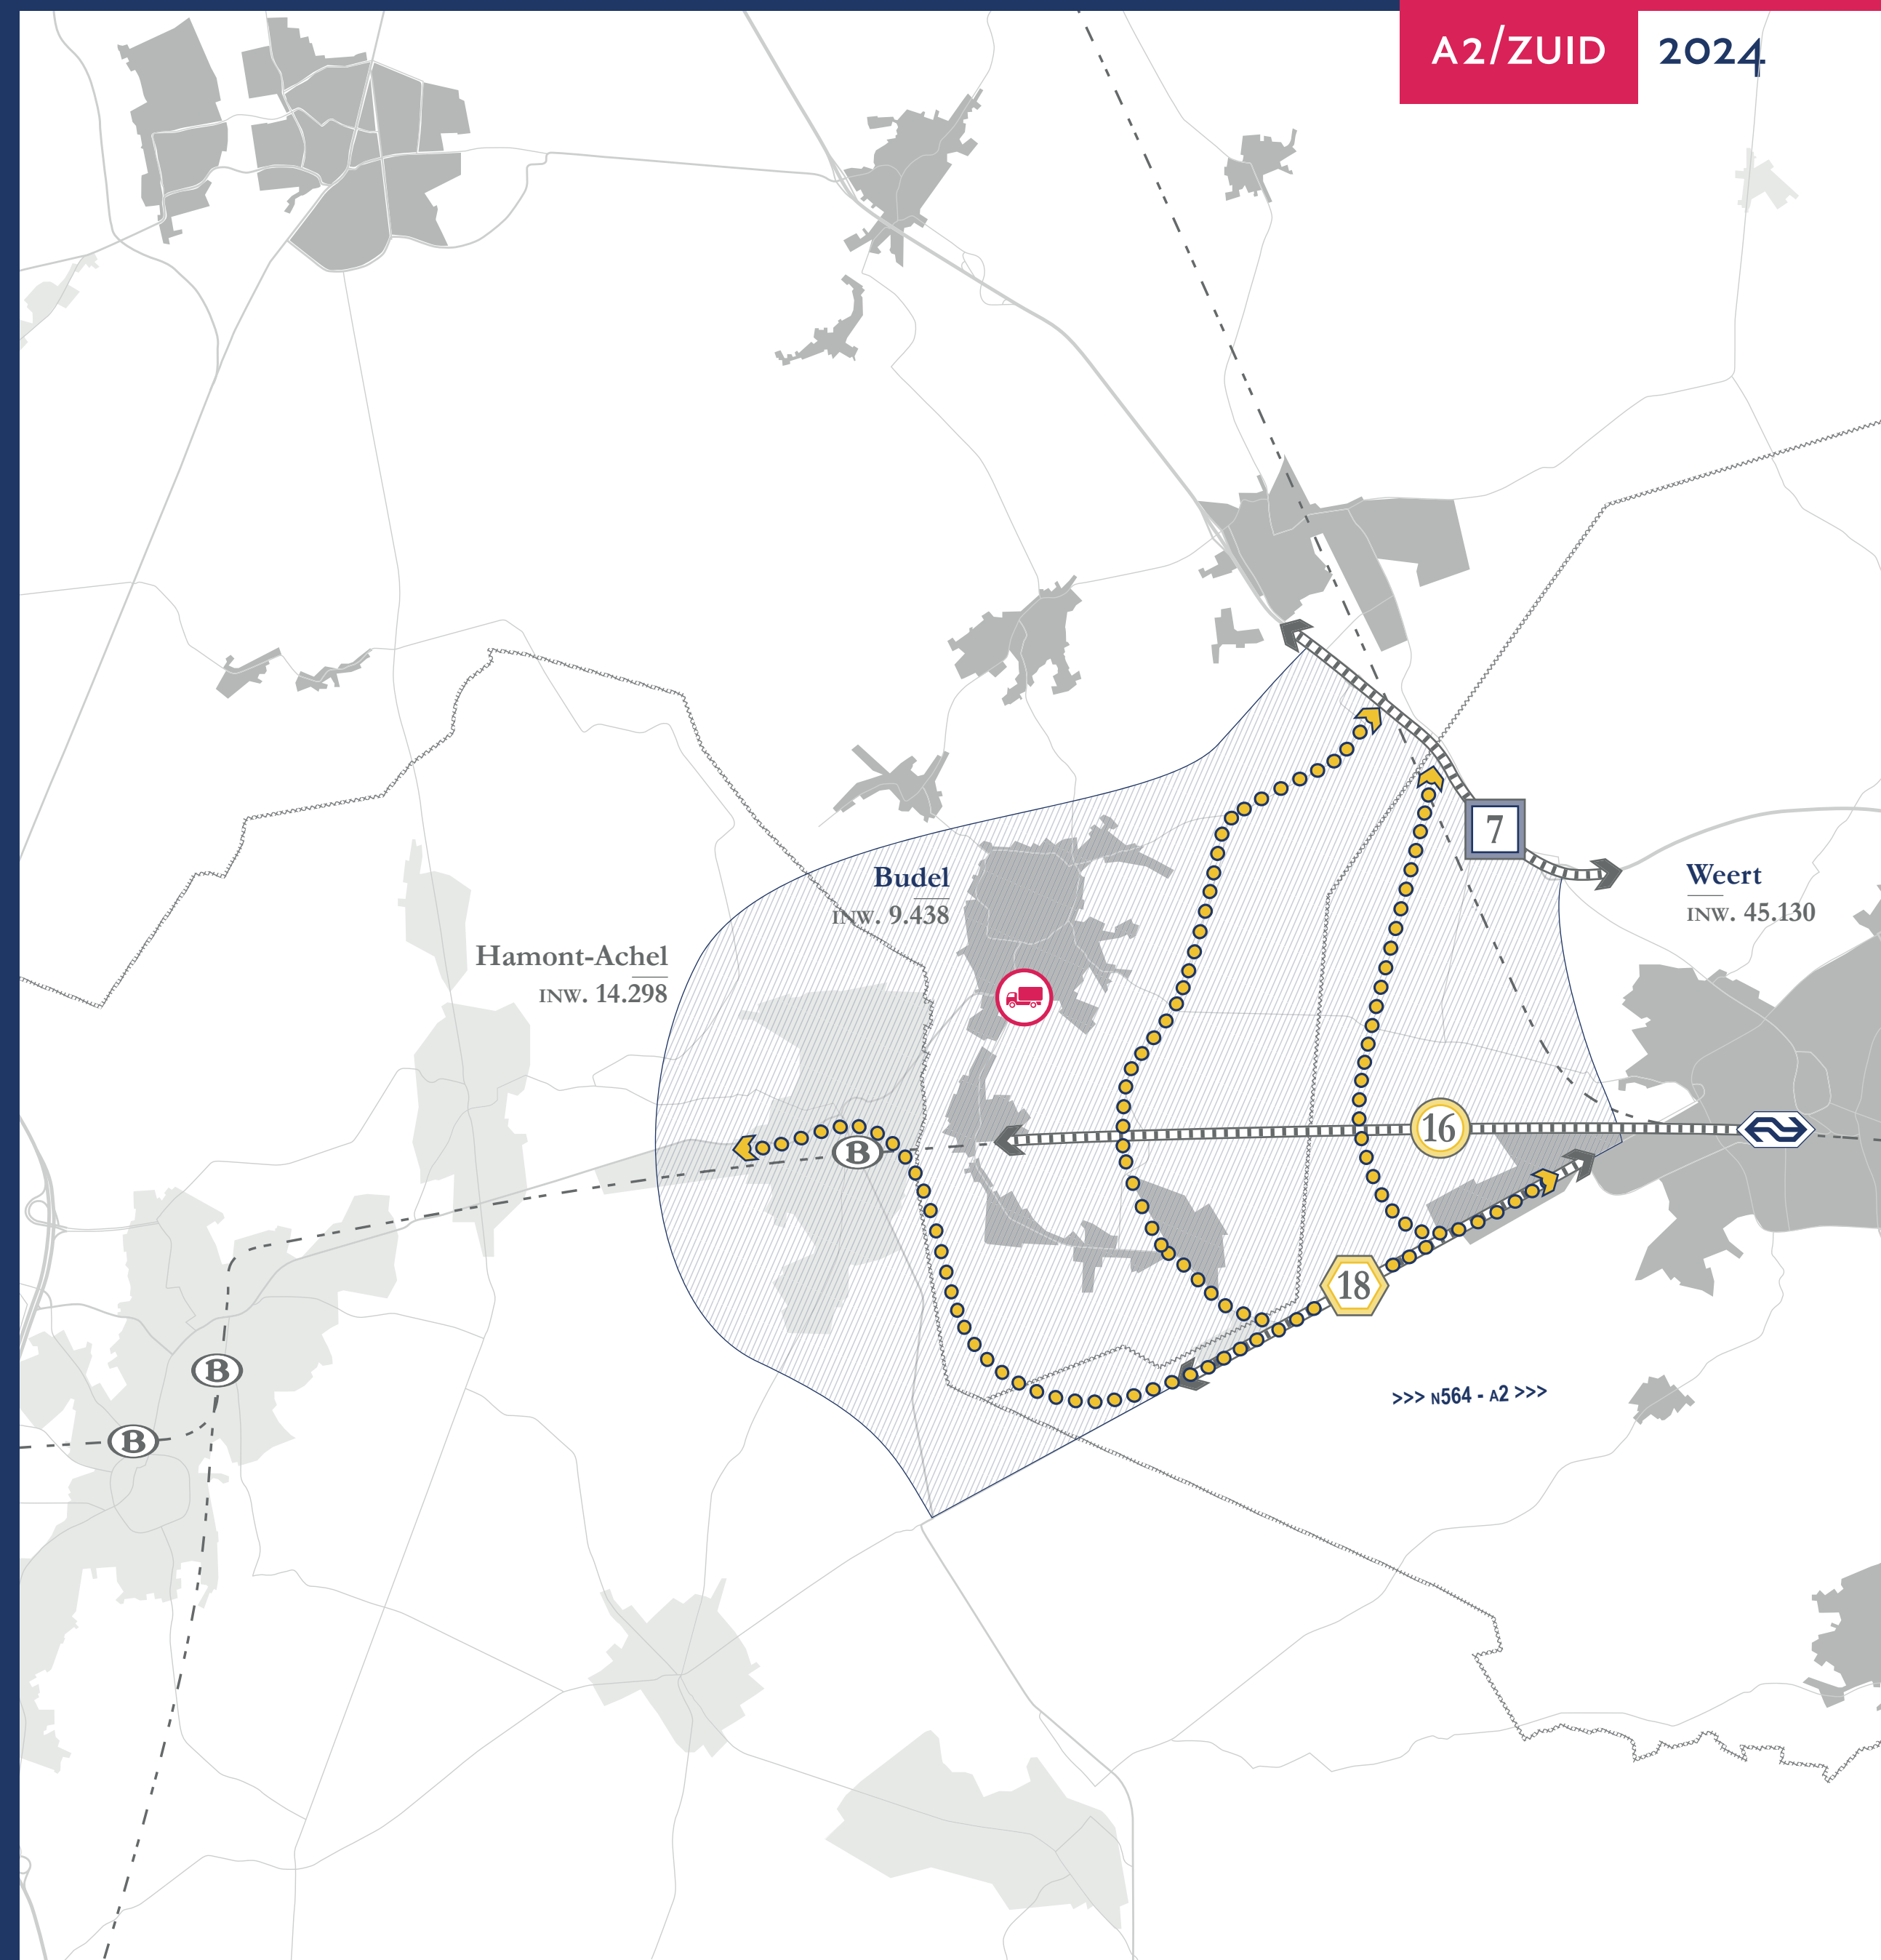 A2/ZUID 2024
Budel
INW. 9.438
Weert
INW. 45.130
Hamont-Achel
INW. 14.298
7
16
B
18
B
>>> N564 - A2 >>>
B